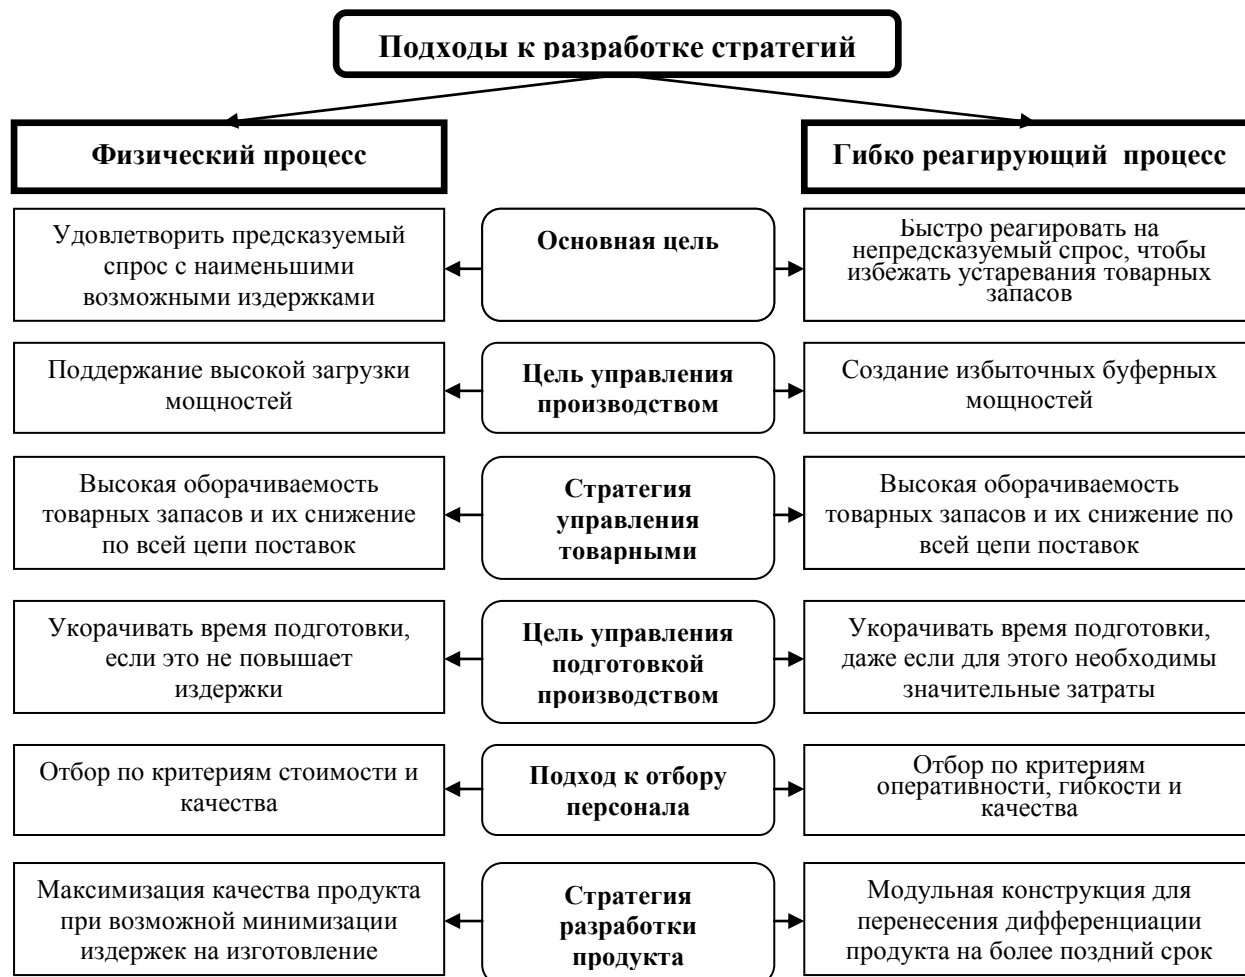 Подходы к разработке стратегий
Физический процесс
Гибко реагирующий процесс
Удовлетворить предсказуемый
спрос с наименьшими
возможными издержками
Основная цель
Быстро реагировать на
непредсказуемый спрос, чтобы
избежать устаревания товарных
запасов
Поддержание высокой загрузки
мощностей
Цель управления
производством
Создание избыточных буферных
мощностей
Высокая оборачиваемость
товарных запасов и их снижение
по всей цепи поставок
Стратегия
управления
товарными
Высокая оборачиваемость
товарных запасов и их снижение по
всей цепи поставок
Укорачивать время подготовки,
если это не повышает
издержки
Цель управления
подготовкой
производством
Укорачивать время подготовки,
даже если для этого необходимы
значительные затраты
Отбор по критериям стоимости и
качества
Подход к отбору
персонала
Отбор по критериям
оперативности, гибкости и
качества
Максимизация качества продукта
при возможной минимизации
издержек на изготовление
Стратегия
разработки
продукта
Модульная конструкция для
перенесения дифференциации
продукта на более поздний срок